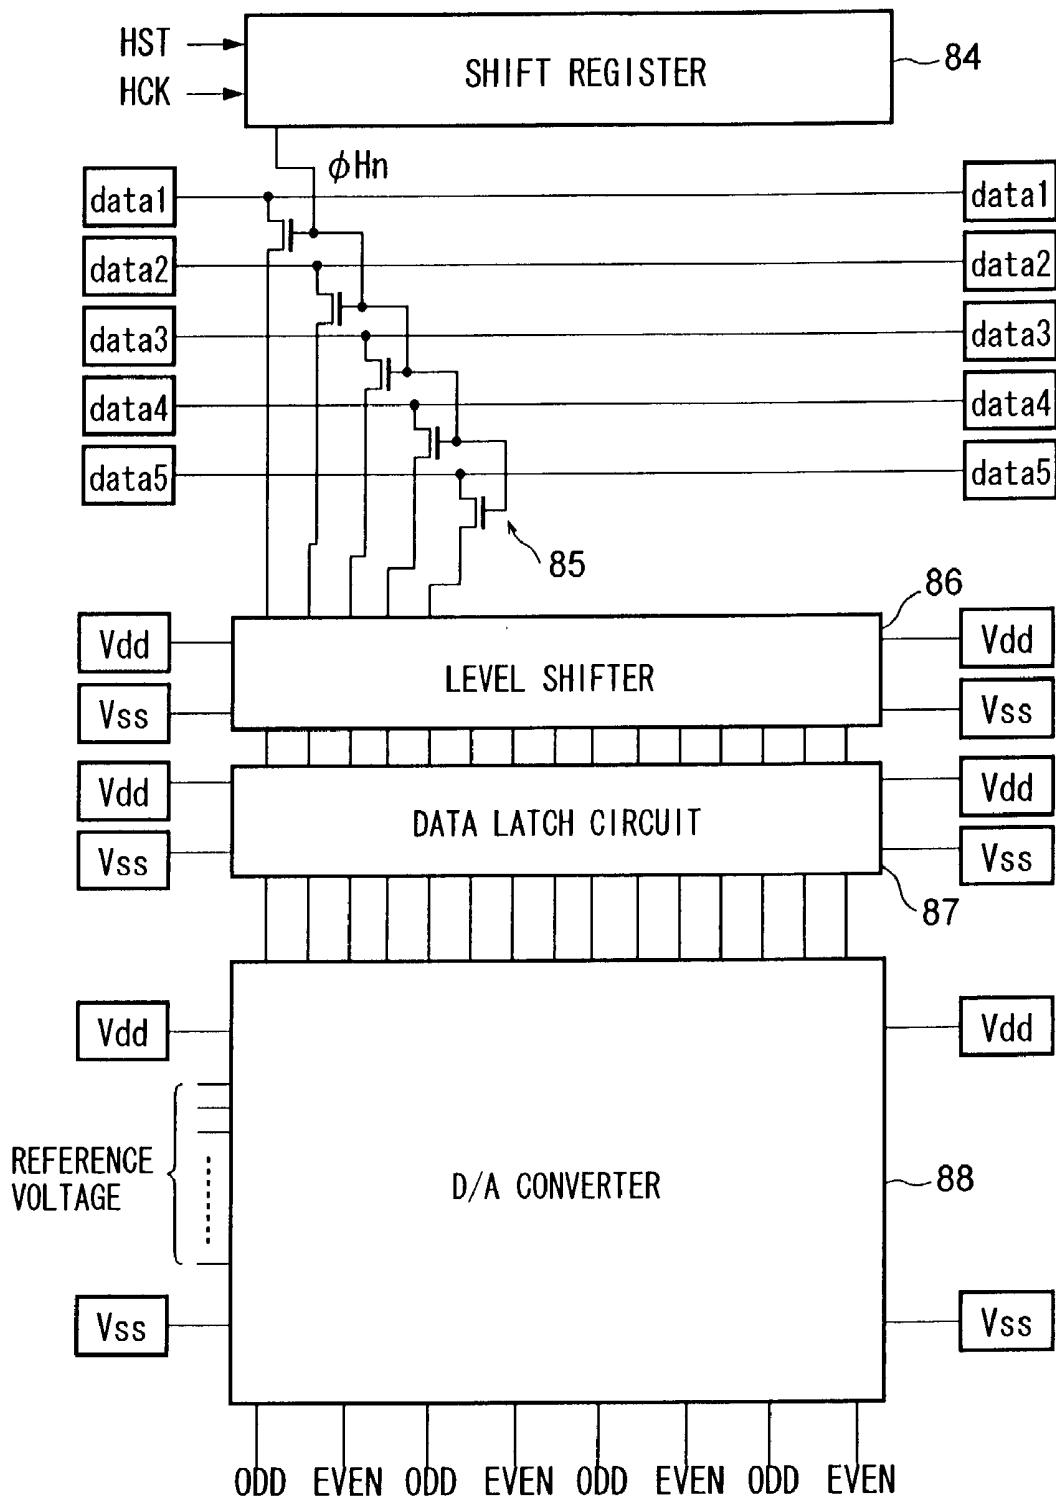 HST
SHIFT REGISTER
84
HCK
φHn
data1 data1
data2 data2
data3 data3
data4 data4
data5 data5
85
86
Vdd Vdd
LEVEL SHIFTER
Vss Vss
Vdd Vdd
DATA LATCH CIRCUIT
Vss Vss
87
Vdd Vdd
REFERENCE
VOLTAGE
D/A CONVERTER
88
Vss Vss
ODD EVEN ODD EVEN ODD EVEN ODD EVEN